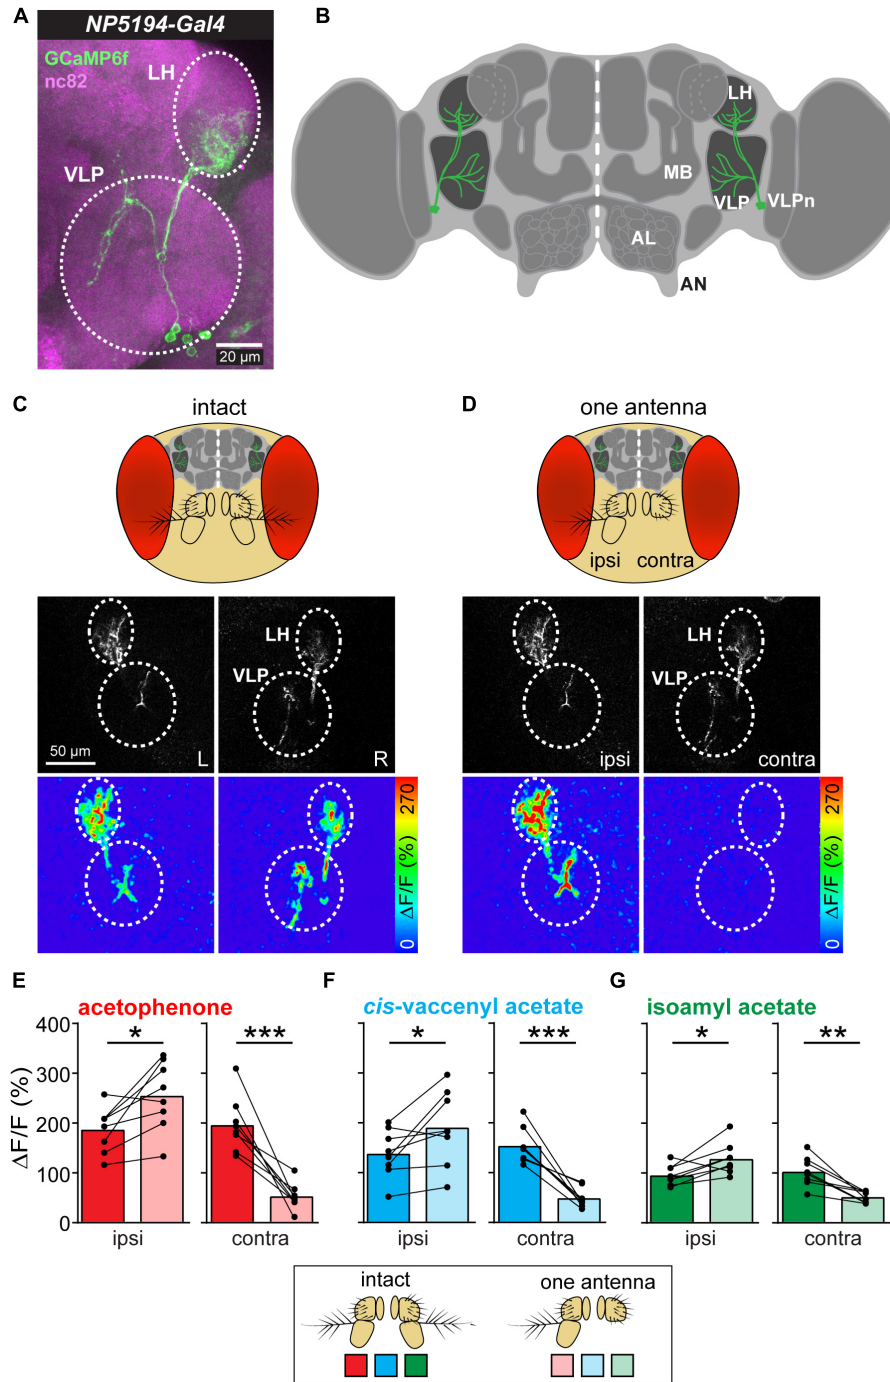 A
NP5194-Gal4
GCaMP6f
nc82
LH
VLP
20 µm
B
LH
MB
VLP
VLPn
AL
AN
C
intact
D
one antenna
ipsi contra
LH
VLP
50 µm
L
R
LH
VLP
ipsi
contra
0 ΔF/F (%) 270
0 ΔF/F (%) 270
E
acetophenone
F
cis-vaccenyl acetate
G
isoamyl acetate
* *** * *** * **
ΔF/F (%)
400
300
200
100
0
ipsi contra ipsi contra ipsi contra
intact one antenna